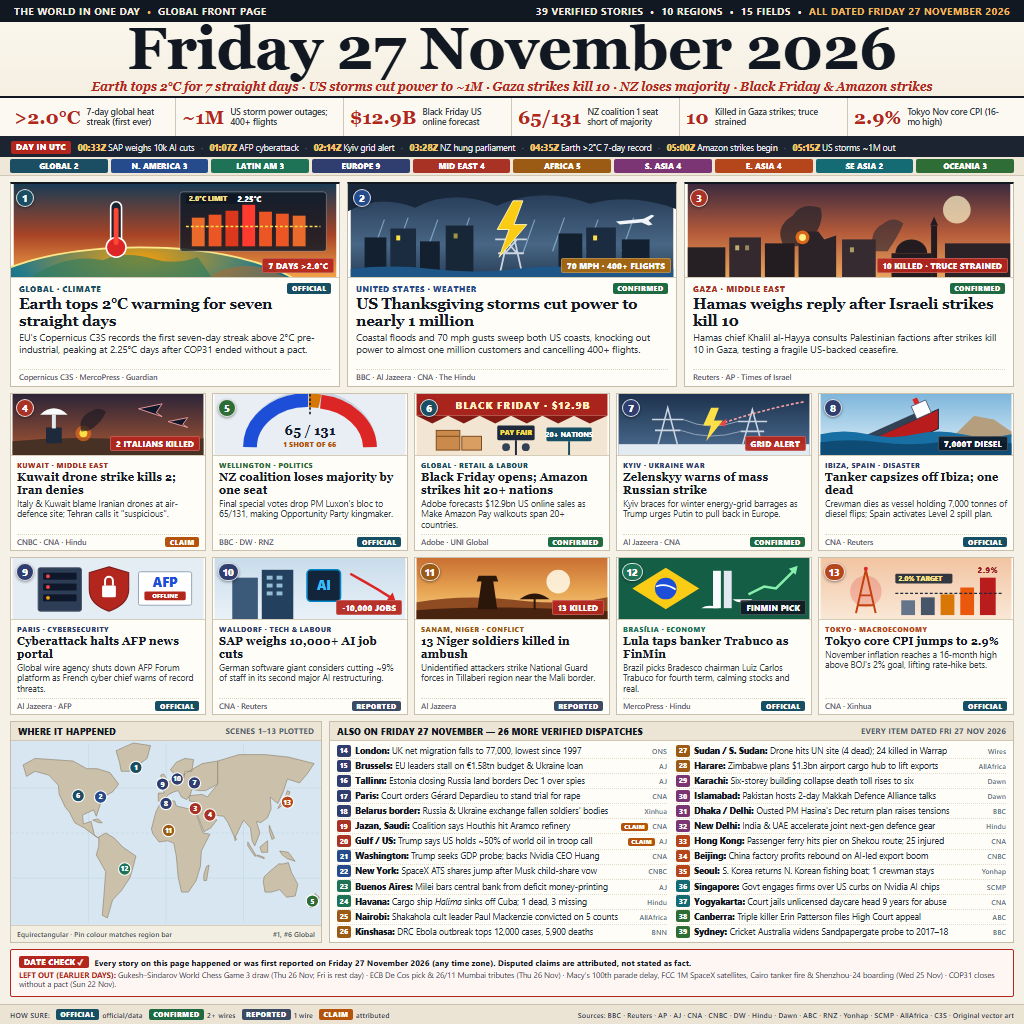 THE WORLD IN ONE DAY • GLOBAL FRONT PAGE
39 VERIFIED STORIES • 10 REGIONS • 15 FIELDS • ALL DATED FRIDAY 27 NOVEMBER 2026
Friday 27 November 2026
Earth tops 2°C for 7 straight days · US storms cut power to ~1M · Gaza strikes kill 10 · NZ loses majority · Black Friday & Amazon strikes
>2.0°C 7-day global heat streak (first ever)
~1M US storm power outages; 400+ flights
$12.9B Black Friday US online forecast
65/131 NZ coalition 1 seat short of majority
10 Killed in Gaza strikes; truce strained
2.9% Tokyo Nov core CPI (16-mo high)
DAY IN UTC 00:33Z SAP weighs 10k AI cuts · 01:07Z AFP cyberattack · 02:14Z Kyiv grid alert · 03:28Z NZ hung parliament · 04:35Z Earth >2°C 7-day record · 05:00Z Amazon strikes begin · 05:15Z US storms ~1M out
GLOBAL 2 N. AMERICA 3 LATIN AM 3 EUROPE 9 MID EAST 4 AFRICA 5 S. ASIA 4 E. ASIA 4 SE ASIA 2 OCEANIA 3
1
2.0°C LIMIT 2.25°C
7 DAYS >2.0°C
GLOBAL · CLIMATE OFFICIAL
Earth tops 2°C warming for seven
straight days
EU's Copernicus C3S records the first seven-day streak above 2°C pre-
industrial, peaking at 2.25°C days after COP31 ended without a pact.
Copernicus C3S · MercoPress · Guardian
2
70 MPH · 400+ FLIGHTS
UNITED STATES · WEATHER CONFIRMED
US Thanksgiving storms cut power to
nearly 1 million
Coastal floods and 70 mph gusts sweep both US coasts, knocking out
power to almost one million customers and cancelling 400+ flights.
BBC · Al Jazeera · CNA · The Hindu
3
10 KILLED · TRUCE STRAINED
GAZA · MIDDLE EAST CONFIRMED
Hamas weighs reply after Israeli strikes
kill 10
Hamas chief Khalil al-Hayya consults Palestinian factions after strikes kill
10 in Gaza, testing a fragile US-backed ceasefire.
Reuters · AP · Times of Israel
4
2 ITALIANS KILLED
KUWAIT · MIDDLE EAST
Kuwait drone strike kills 2;
Iran denies
Italy & Kuwait blame Iranian drones at air-
defence site; Tehran calls it "suspicious".
CNBC · CNA · Hindu CLAIM
5
65 / 131
1 SHORT OF 66
WELLINGTON · POLITICS
NZ coalition loses majority by
one seat
Final special votes drop PM Luxon's bloc to
65/131, making Opportunity Party kingmaker.
BBC · DW · RNZ OFFICIAL
6
BLACK FRIDAY · $12.9B
PAY FAIR
20+ NATIONS
GLOBAL · RETAIL & LABOUR
Black Friday opens; Amazon
strikes hit 20+ nations
Adobe forecasts $12.9bn US online sales as
Make Amazon Pay walkouts span 20+
countries.
Adobe · UNI Global CONFIRMED
7
GRID ALERT
KYIV · UKRAINE WAR
Zelenskyy warns of mass
Russian strike
Kyiv braces for winter energy-grid barrages as
Trump urges Putin to pull back in Europe.
Al Jazeera · CNA CONFIRMED
8
7,000T DIESEL
IBIZA, SPAIN · DISASTER
Tanker capsizes off Ibiza; one
dead
Crewman dies as vessel holding 7,000 tonnes of
diesel flips; Spain activates Level 2 spill plan.
CNA · Reuters OFFICIAL
9
AFP
OFFLINE
PARIS · CYBERSECURITY
Cyberattack halts AFP news
portal
Global wire agency shuts down AFP Forum
platform as French cyber chief warns of record
threats.
Al Jazeera · AFP OFFICIAL
10
AI
-10,000 JOBS
WALLDORF · TECH & LABOUR
SAP weighs 10,000+ AI job
cuts
German software giant considers cutting ~9%
of staff in its second major AI restructuring.
CNA · Reuters REPORTED
11
13 KILLED
SANAM, NIGER · CONFLICT
13 Niger soldiers killed in
ambush
Unidentified attackers strike National Guard
forces in Tillaberi region near the Mali border.
Al Jazeera REPORTED
12
FINMIN PICK
BRASÍLIA · ECONOMY
Lula taps banker Trabuco as
FinMin
Brazil picks Bradesco chairman Luiz Carlos
Trabuco for fourth term, calming stocks and
real.
MercoPress · Hindu OFFICIAL
13
2.0% TARGET 2.9%
TOKYO · MACROECONOMY
Tokyo core CPI jumps to 2.9%
November inflation reaches a 16-month high
above BOJ's 2% goal, lifting rate-hike bets.
CNA · Xinhua OFFICIAL
WHERE IT HAPPENED SCENES 1–13 PLOTTED
1
6
2
9
10
7
8
3
4
13
11
12
5
Equirectangular · Pin colour matches region bar #1, #6 Global
ALSO ON FRIDAY 27 NOVEMBER — 26 MORE VERIFIED DISPATCHES EVERY ITEM DATED FRI 27 NOV 2026
14 London: UK net migration falls to 77,000, lowest since 1997 ONS
15 Brussels: EU leaders clash on €1.58tn budget & Ukraine loan AJ
16 Tallinn: Estonia closing Russia land borders Dec 1 over spies AJ
17 Paris: Court orders Gérard Depardieu to stand trial for rape CNA
18 Belarus border: Russia & Ukraine exchange fallen soldiers' bodies Xinhua
19 Jazan, Saudi: Coalition says Houthis hit Aramco refinery CLAIM CNA
20 Gulf / US: Trump says US holds ~50% of world oil in troop call CLAIM AJ
21 Washington: Trump seeks GDP probe; backs Nvidia CEO Huang CNA
22 New York: SpaceX ATS shares jump after Musk child-share vow CNBC
23 Buenos Aires: Milei bars central bank from deficit money-printing AJ
24 Havana: Cargo ship Halima sinks off Cuba; 1 dead, 3 missing Hindu
25 Nairobi: Shakahola cult leader Paul Mackenzie convicted on 5 counts AllAfrica
26 Kinshasa: DRC Ebola outbreak tops 12,000 cases, 5,900 deaths BNN
27 Sudan / S. Sudan: Drone hits UN site (4 dead); 24 killed in Warrap Wires
28 Harare: Zimbabwe plans $1.3bn airport cargo hub to lift exports AllAfrica
29 Karachi: Six-storey building collapse death toll rises to six Dawn
30 Islamabad: Pakistan hosts 2-day Makkah Defence Alliance talks Dawn
31 Dhaka / Delhi: Ousted PM Hasina's Dec return plan raises tensions BBC
32 New Delhi: India & UAE accelerate joint next-gen defence gear Hindu
33 Hong Kong: Passenger ferry hits pier on Shekou route; 25 injured CNA
34 Beijing: China factory profits rebound on AI-led export boom CNBC
35 Seoul: S. Korea returns N. Korean fishing boat; 1 crewman stays Yonhap
36 Singapore: Govt engages firms over US curbs on Nvidia AI chips SCMP
37 Yogyakarta: Court jails unlicensed daycare head 9 years for abuse CNA
38 Canberra: Triple killer Erin Patterson files High Court appeal ABC
39 Sydney: Cricket Australia widens Sandpapergate probe to 2017–18 BBC
DATE CHECK ✓ Every story on this page happened or was first reported on Friday 27 November 2026 (any time zone). Disputed claims are attributed, not stated as fact.
LEFT OUT (EARLIER DAYS): Gukesh-Sindarov World Chess Game 3 draw (Thu 26 Nov; Fri is rest day) · ECB De Cos pick & 26/11 Mumbai tributes (Thu 26 Nov) · Macy's 100th parade delay, FCC 1M SpaceX satellites, Cairo tanker fire & Shenzhou-24 boarding (Wed 25 Nov) · COP31 closes
without a pact (Sun 22 Nov).
HOW SURE: OFFICIAL official/data CONFIRMED 2+ wires REPORTED 1 wire CLAIM attributed
Sources: BBC · Reuters · AP · AJ · CNA · CNBC · DW · Hindu · Dawn · ABC · RNZ · Yonhap · SCMP · AllAfrica · C3S · Original vector art